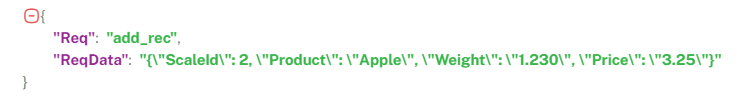 {
"Req": "add_rec",
"ReqData": "{\"ScaleId\": 2, \"Product\": \"Apple\", \"Weight\": \"1.230\", \"Price\": \"3.25\"}"
}